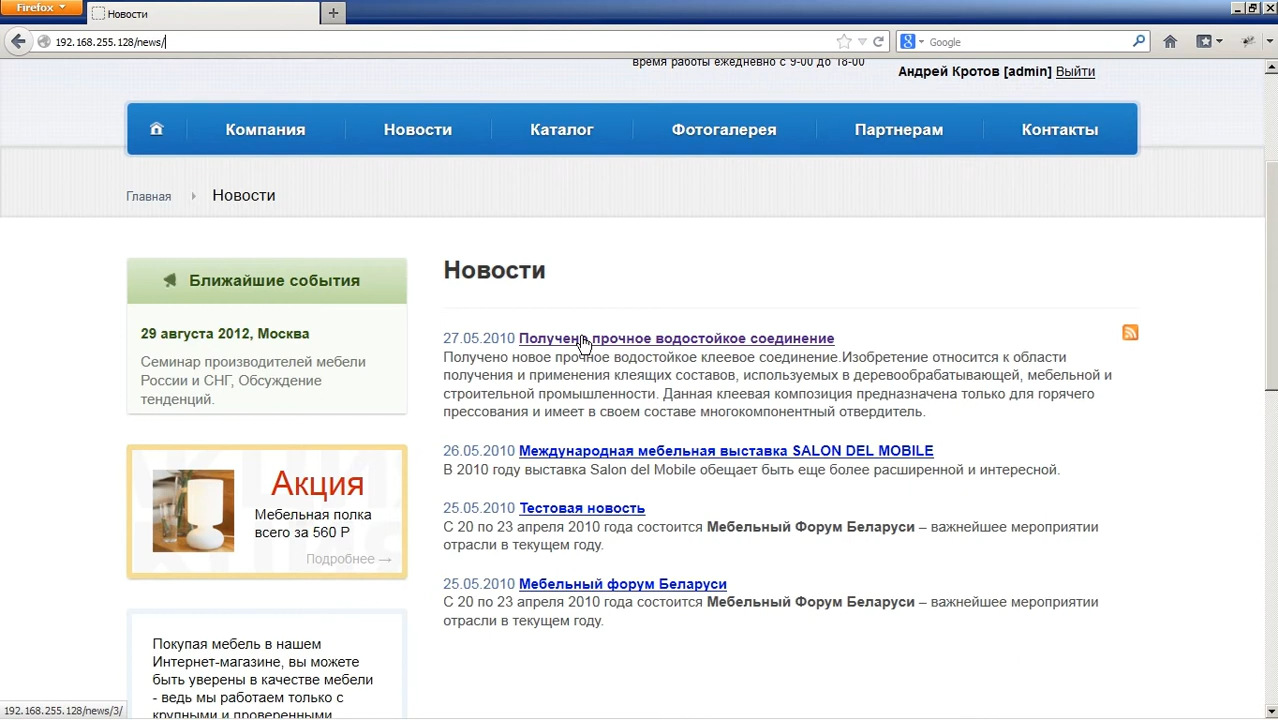 Firefox
Новости
192.168.255.128/news/
Google
время работы ежедневно с 9-00 до 18-00
Андрей Кротов [admin] Выйти
Компания
Новости
Каталог
Фотогалерея
Партнерам
Контакты
Главная
Новости
Ближайшие события
29 августа 2012, Москва
Семинар производителей мебели
России и СНГ, Обсуждение
тенденций.
Акция
Мебельная полка
всего за 560 Р
Подробнее →
Покупая мебель в нашем
Интернет-магазине, вы можете
быть уверены в качестве мебели
- ведь мы работаем только с
крупными и проверенными
Новости
27.05.2010 Получено прочное водостойкое соединение
Получено новое прочное водостойкое клеевое соединение.Изобретение относится к области
получения и применения клеящих составов, используемых в деревообрабатывающей, мебельной и
строительной промышленности. Данная клеевая композиция предназначена только для горячего
прессования и имеет в своем составе многокомпонентный отвердитель.
26.05.2010 Международная мебельная выставка SALON DEL MOBILE
В 2010 году выставка Salon del Mobile обещает быть еще более расширенной и интересной.
25.05.2010 Тестовая новость
С 20 по 23 апреля 2010 года состоится Мебельный Форум Беларуси – важнейшее мероприятии
отрасли в текущем году.
25.05.2010 Мебельный форум Беларуси
С 20 по 23 апреля 2010 года состоится Мебельный Форум Беларуси – важнейшее мероприятии
отрасли в текущем году.
192.168.255.128/news/3/